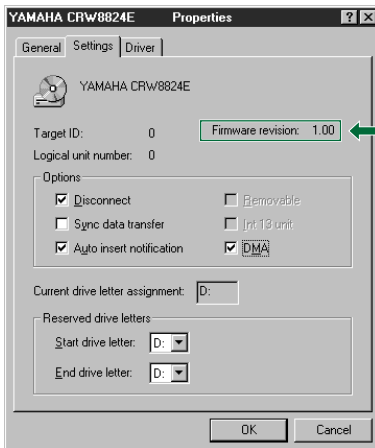 YAMAHA CRW8824E Properties
General Settings Driver
YAMAHA CRW8824E
Target ID: 0 Firmware revision: 1.00
Logical unit number: 0
Options
Disconnect Removable
Sync data transfer Int 13 unit
Auto insert notification DMA
Current drive letter assignment: D:
Reserved drive letters
Start drive letter: D:
End drive letter: D:
OK Cancel